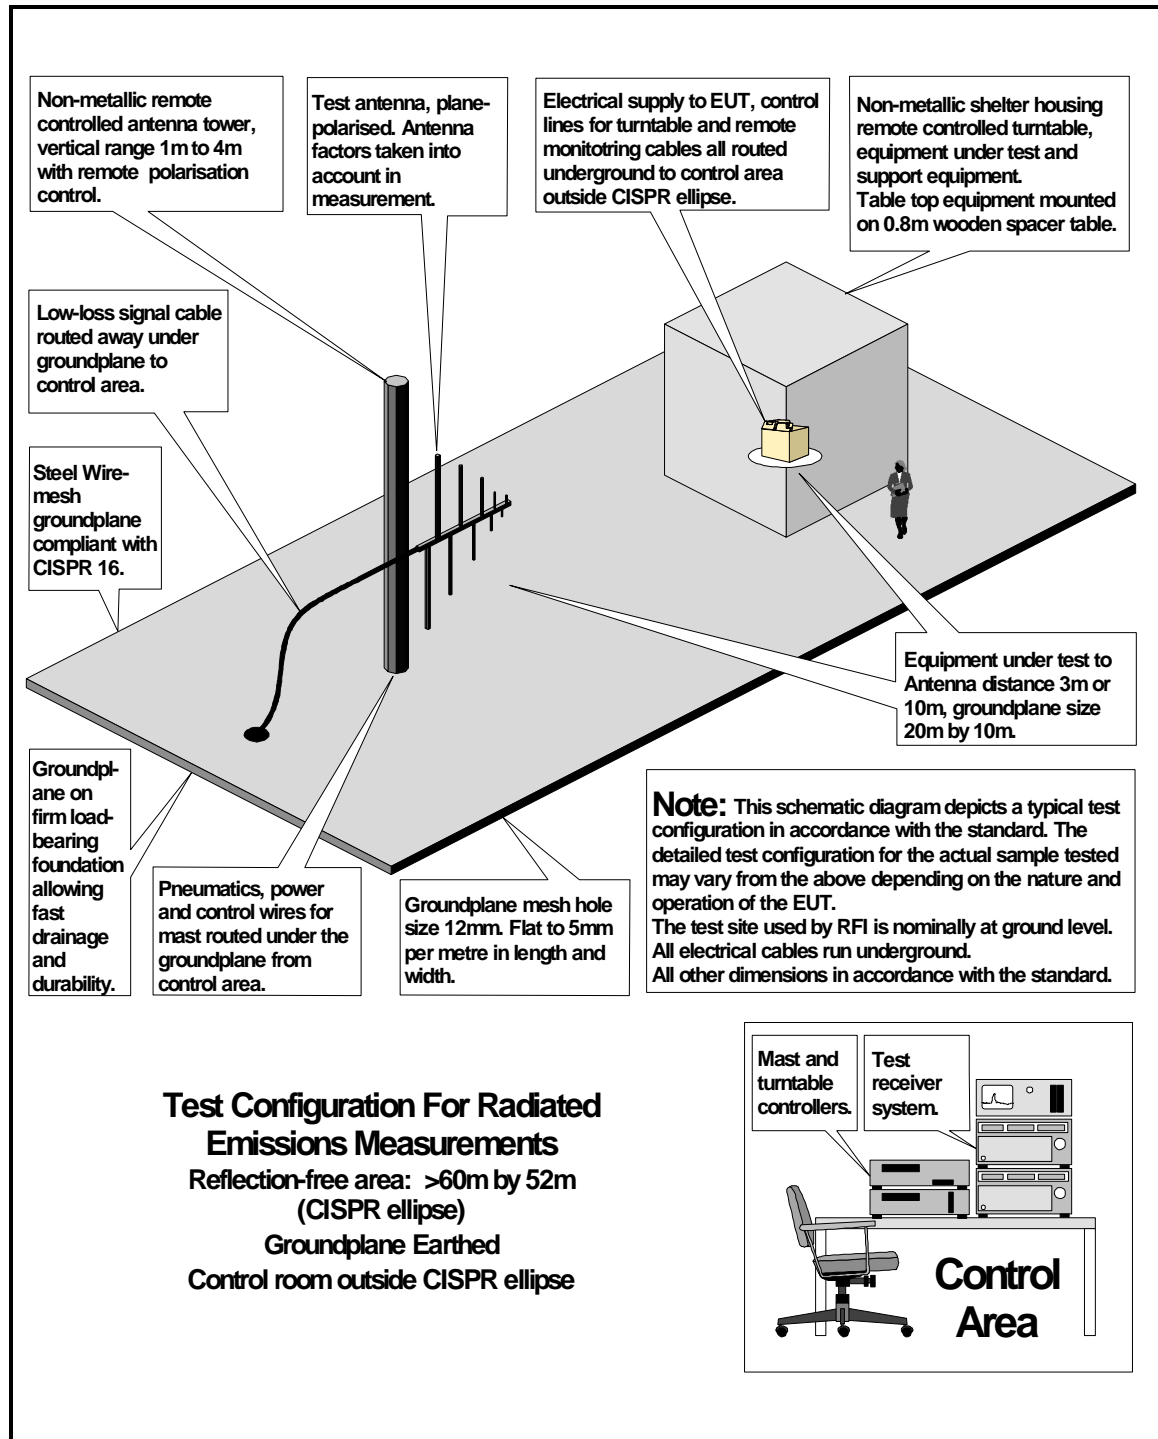 Non-metallic remote
controlled antenna tower,
vertical range 1m to 4m
with remote polarisation
control.
Test antenna, plane-
polarised. Antenna
factors taken into
account in
measurement.
Electrical supply to EUT, control
lines for turntable and remote
monitotring cables all routed
underground to control area
outside CISPR ellipse.
Non-metallic shelter housing
remote controlled turntable,
equipment under test and
support equipment.
Table top equipment mounted
on 0.8m wooden spacer table.
Low-loss signal cable
routed away under
groundplane to
control area.
Steel Wire-
mesh
groundplane
compliant with
CISPR 16.
Equipment under test to
Antenna distance 3m or
10m, groundplane size
20m by 10m.
Groundpl-
ane on
firm load-
bearing
foundation
allowing
fast
drainage
and
durability.
Pneumatics, power
and control wires for
mast routed under the
groundplane from
control area.
Groundplane mesh hole
size 12mm. Flat to 5mm
per metre in length and
width.
Note: This schematic diagram depicts a typical test
configuration in accordance with the standard. The
detailed test configuration for the actual sample tested
may vary from the above depending on the nature and
operation of the EUT.
The test site used by RFI is nominally at ground level.
All electrical cables run underground.
All other dimensions in accordance with the standard.
Test Configuration For Radiated
Emissions Measurements
Reflection-free area: >60m by 52m
(CISPR ellipse)
Groundplane Earthed
Control room outside CISPR ellipse
Mast and
turntable
controllers.
Test
receiver
system.
Control
Area